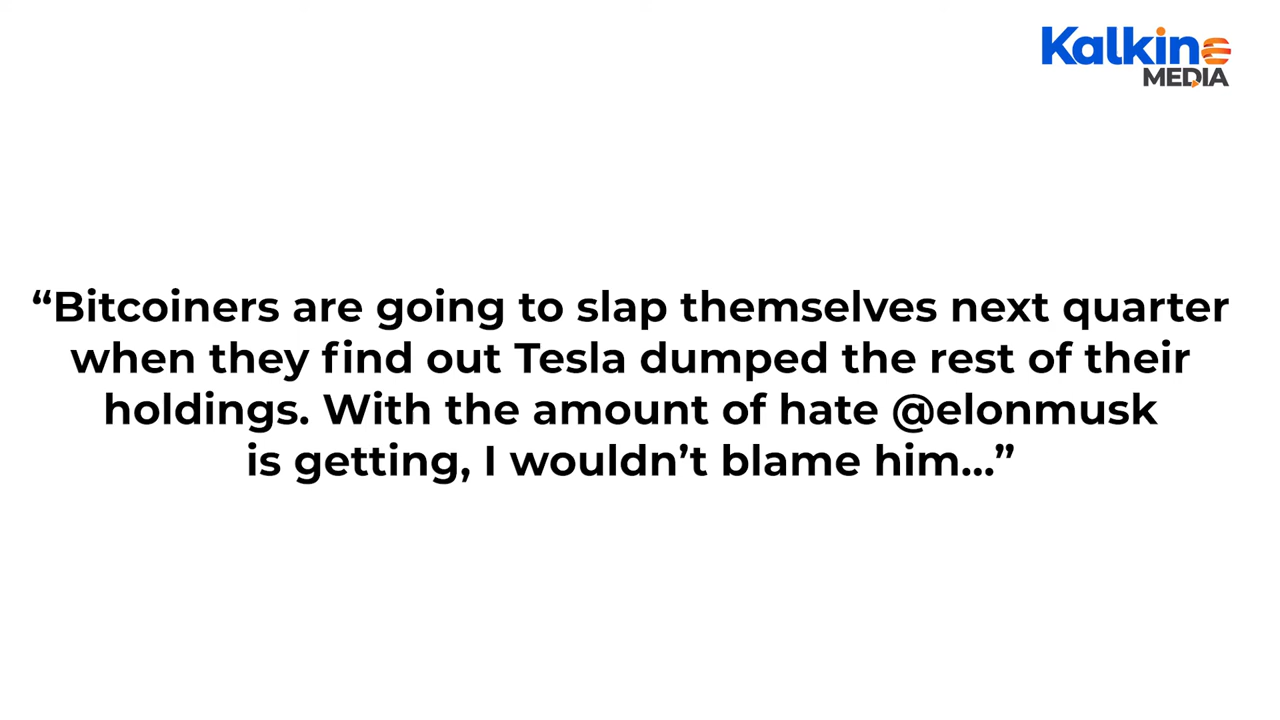 Kalkine
MEDIA
“Bitcoiners are going to slap themselves next quarter
when they find out Tesla dumped the rest of their
holdings. With the amount of hate @elonmusk
is getting, I wouldn’t blame him...”